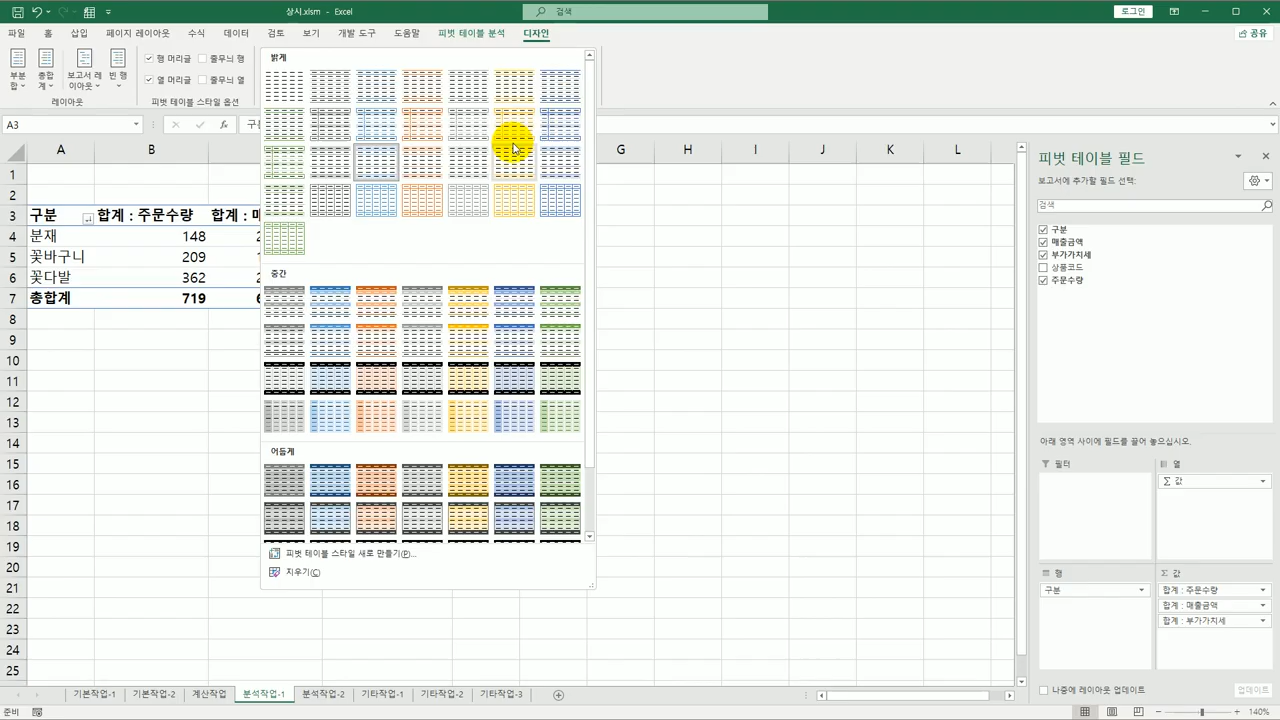 상시.xlsm - Excel
검색
로그인
파일 홈 삽입 페이지 레이아웃 수식 데이터 검토 보기 개발 도구 도움말 피벗 테이블 분석 디자인
공유
부분합 총합계 보고서 레이아웃 빈 행
레이아웃
행 머리글 줄무늬 행
열 머리글 줄무늬 열
피벗 테이블 스타일 옵션
A3
fx
A B G H I J K L
1
2
3 구분 합계 : 주문수량 합계 : 매
4 분재 148
5 꽃바구니 209
6 꽃다발 362
7 총합계 719
8
9
10
11
12
13
14
15
16
17
18
19
20
21
22
23
24
25
밝게
중간
어둡게
피벗 테이블 스타일 새로 만들기(P)...
지우기(C)
피벗 테이블 필드
보고서에 추가할 필드 선택:
검색
구분
매출금액
부가가치세
상품코드
주문수량
아래 영역 사이에 필드를 끌어 놓으십시오.
필터
열
Σ 값
행
구분
Σ 값
합계 : 주문수량
합계 : 매출금액
합계 : 부가가치세
나중에 레이아웃 업데이트
업데이트
기본작업-1 기본작업-2 계산작업 분석작업-1 분석작업-2 기타작업-1 기타작업-2 기타작업-3
준비
140%